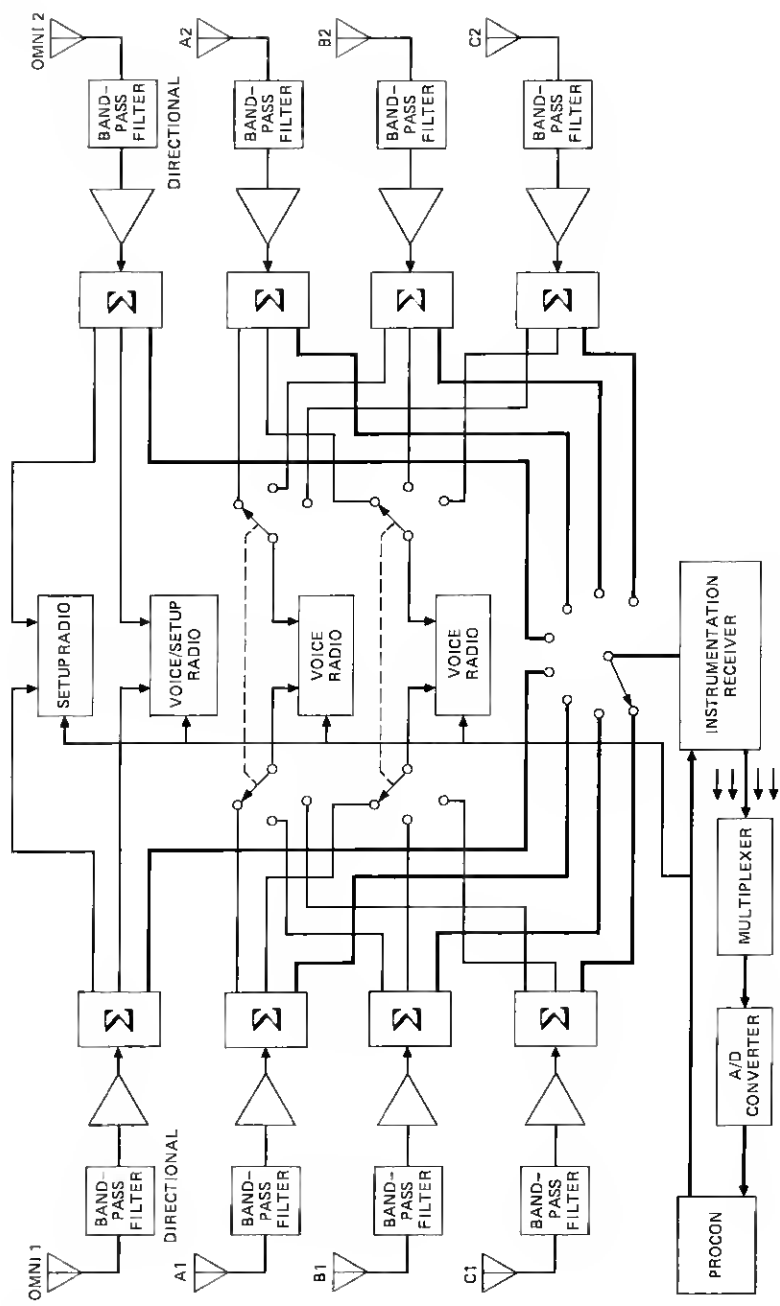 OMNI 1
BAND-
PASS
FILTER
DIRECTIONAL
Σ
SETUP RADIO
VOICE/SETUP
RADIO
OMNI 2
BAND-
PASS
FILTER
DIRECTIONAL
Σ
A1
BAND-
PASS
FILTER
Σ
VOICE
RADIO
A2
BAND-
PASS
FILTER
Σ
B1
BAND-
PASS
FILTER
Σ
VOICE
RADIO
B2
BAND-
PASS
FILTER
Σ
C1
BAND-
PASS
FILTER
Σ
C2
BAND-
PASS
FILTER
Σ
PROCON
A/D
CONVERTER
MULTIPLEXER
INSTRUMENTATION
RECEIVER